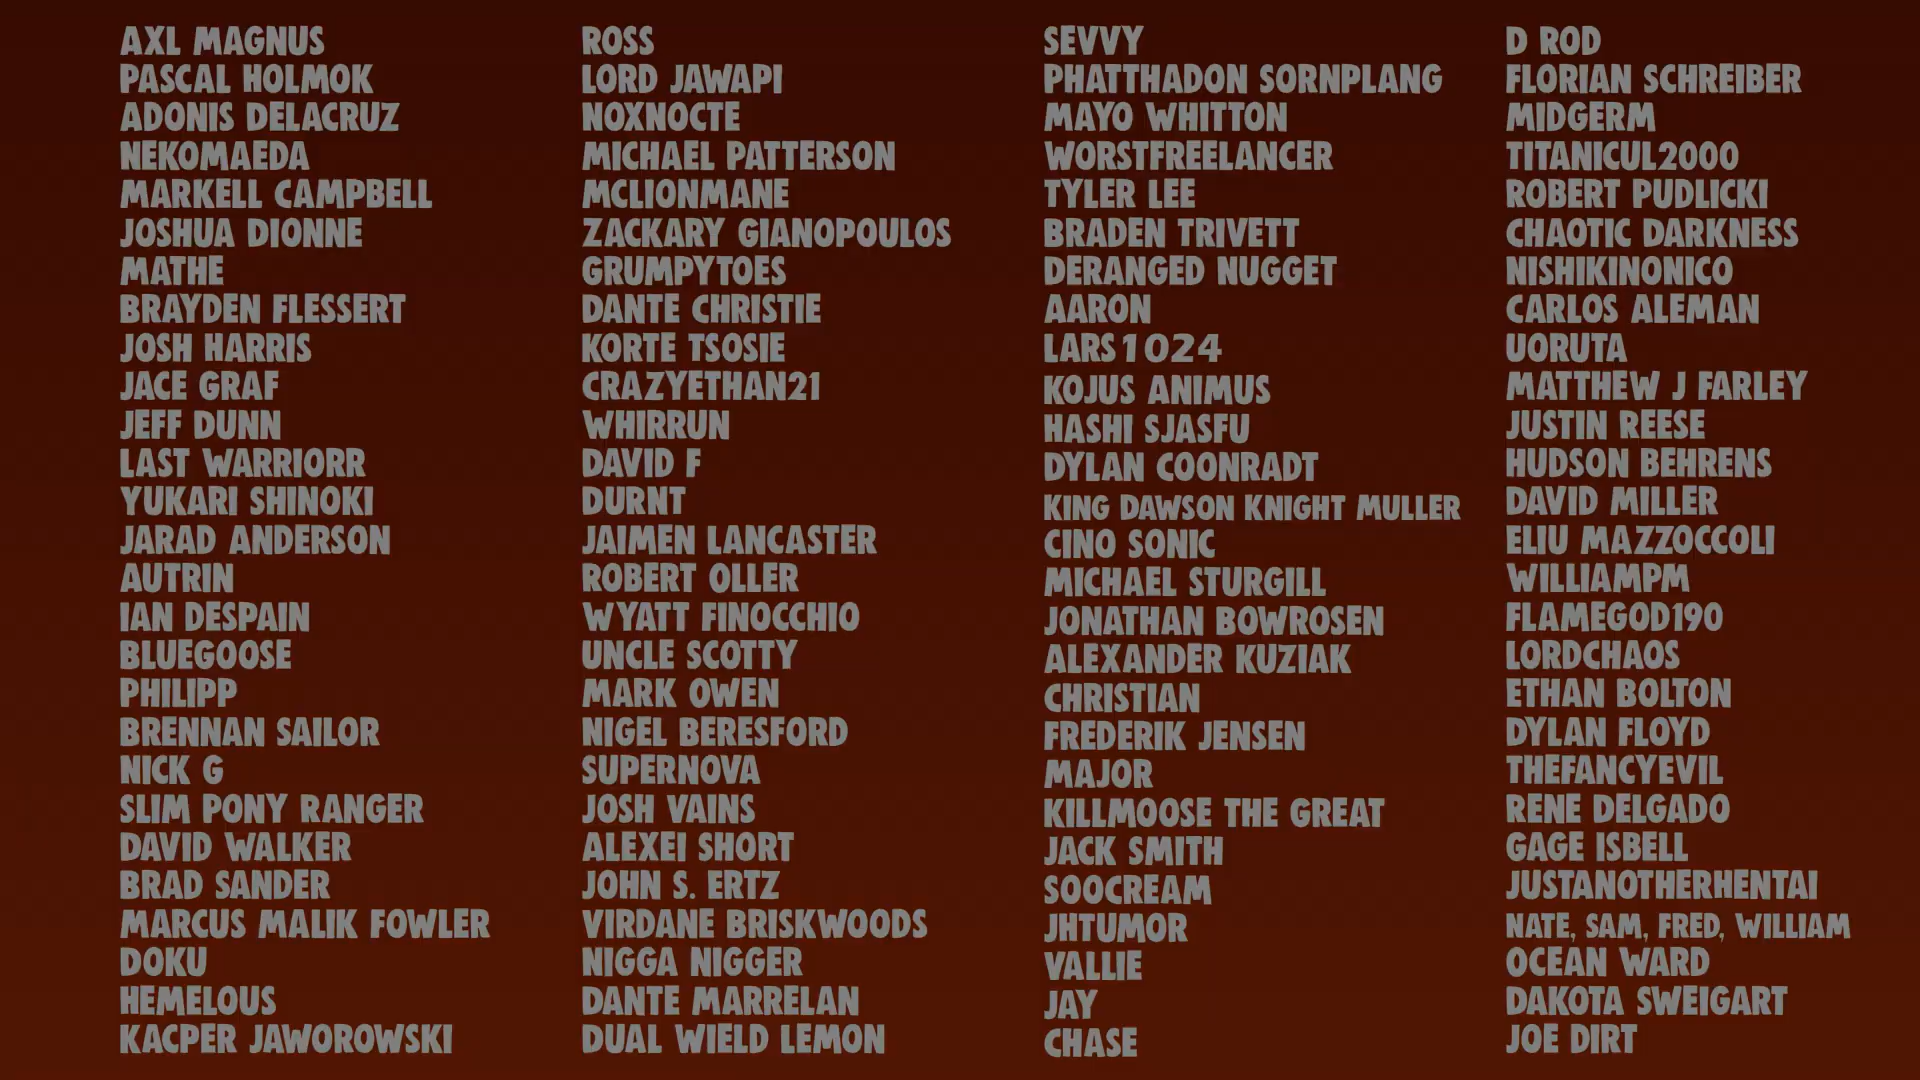 AXL MAGNUS
PASCAL HOLMOK
ADONIS DELACRUZ
NEKOMAEDA
MARKELL CAMPBELL
JOSHUA DIONNE
MATHE
BRAYDEN FLESSERT
JOSH HARRIS
JACE GRAF
JEFF DUNN
LAST WARRIORR
YUKARI SHINOKI
JARAD ANDERSON
AUTRIN
IAN DESPAIN
BLUEGOOSE
PHILIPP
BRENNAN SAILOR
NICK G
SLIM PONY RANGER
DAVID WALKER
BRAD SANDER
MARCUS MALIK FOWLER
DOKU
HEMELOUS
KACPER JAWOROWSKI
ROSS
LORD JAWAPI
NOXNOCTE
MICHAEL PATTERSON
MCLIONMANE
ZACKARY GIANOPOULOS
GRUMPYTOES
DANTE CHRISTIE
KORTE TSOSIE
CRAZYETHAN21
WHIRRUN
DAVID F
DURNT
JAIMEN LANCASTER
ROBERT OLLER
WYATT FINOCCHIO
UNCLE SCOTTY
MARK OWEN
NIGEL BERESFORD
SUPERNOVA
JOSH VAINS
ALEXEI SHORT
JOHN S. ERTZ
VIRDANE BRISKWOODS
NIGGA NIGGER
DANTE MARRELAN
DUAL WIELD LEMON
SEVVY
PHATTHADON SORNPLANG
MAYO WHITTON
WORSTFREELANCER
TYLER LEE
BRADEN TRIVETT
DERANGED NUGGET
AARON
LARS1024
KOJUS ANIMUS
HASHI SJASFU
DYLAN COONRADT
KING DAWSON KNIGHT MULLER
CINO SONIC
MICHAEL STURGILL
JONATHAN BOWROSEN
ALEXANDER KUZIAK
CHRISTIAN
FREDERIK JENSEN
MAJOR
KILLMOOSE THE GREAT
JACK SMITH
SOOCREAM
JHTUMOR
VALLIE
JAY
CHASE
D ROD
FLORIAN SCHREIBER
MIDGERM
TITANICUL2000
ROBERT PUDLICKI
CHAOTIC DARKNESS
NISHIKINONICO
CARLOS ALEMAN
UORUTA
MATTHEW J FARLEY
JUSTIN REESE
HUDSON BEHRENS
DAVID MILLER
ELIU MAZZOCCOLI
WILLIAMPM
FLAMEGOD190
LORDCHAOS
ETHAN BOLTON
DYLAN FLOYD
THEFANCYEVIL
RENE DELGADO
GAGE ISBELL
JUSTANOTHERHENTAI
NATE, SAM, FRED, WILLIAM
OCEAN WARD
DAKOTA SWEIGART
JOE DIRT